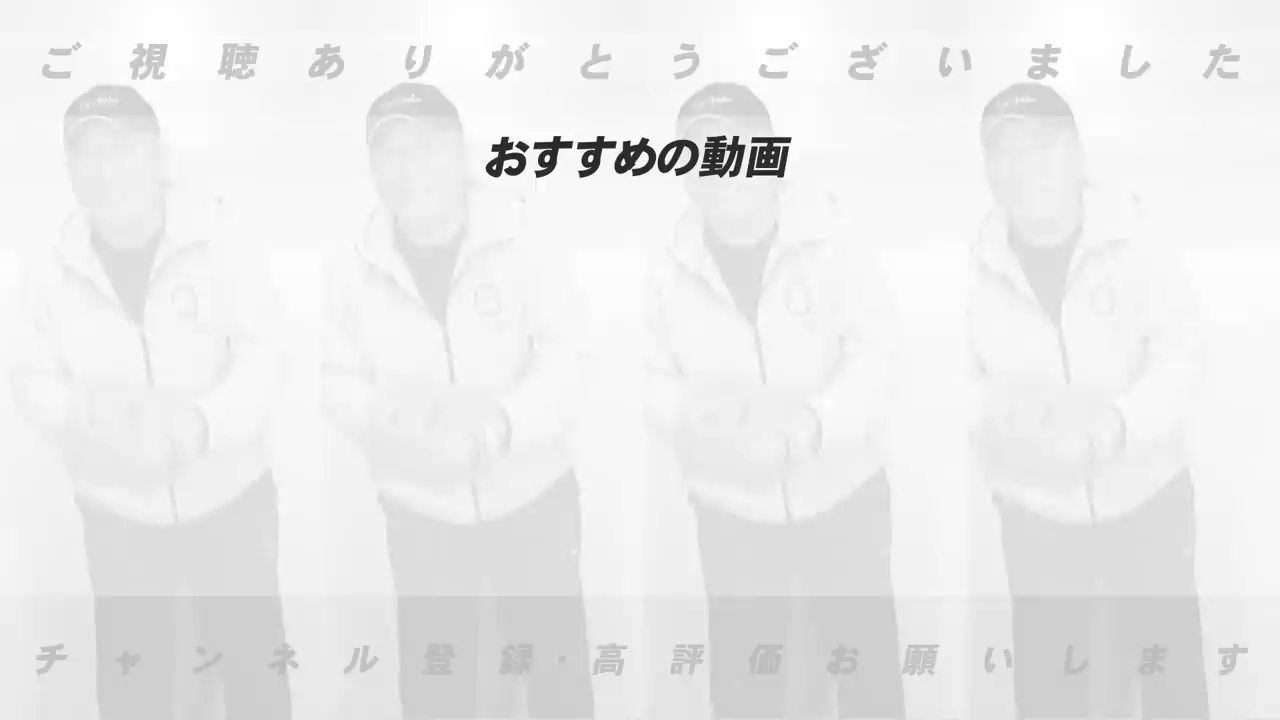 ご視聴ありがとうございました
おすすめの動画
チャンネル登録・高評価お願いします